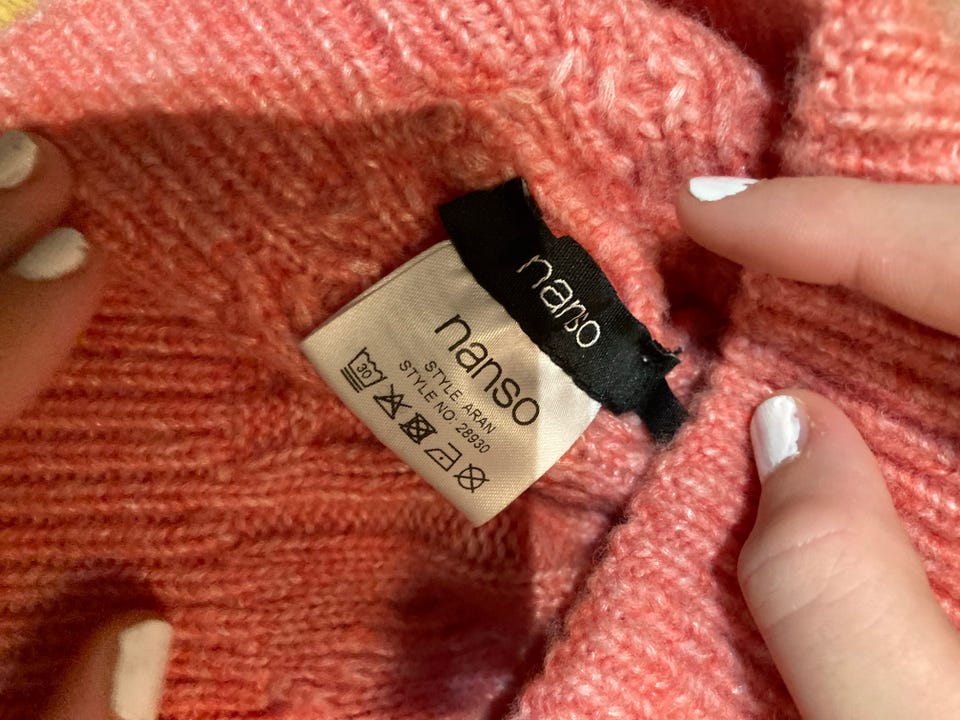 nanso
nanso
STYLE: ARAN
STYLE NO: 28930
30